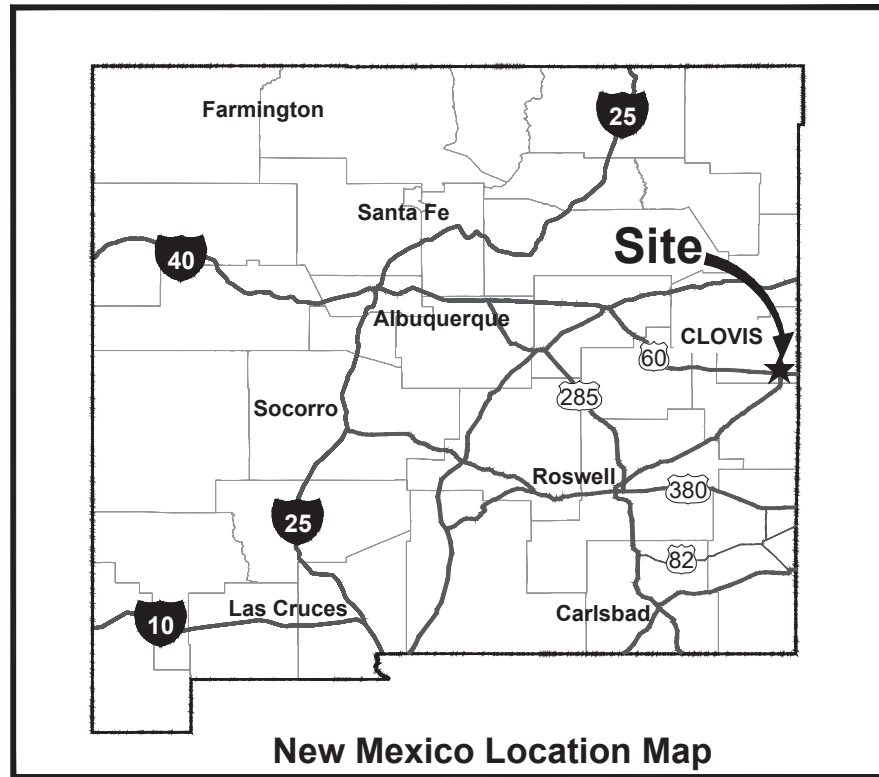 Farmington
25
Santa Fe
Site
40
Albuquerque
CLOVIS
60
285
Socorro
Roswell
380
25
82
Las Cruces
Carlsbad
10
New Mexico Location Map